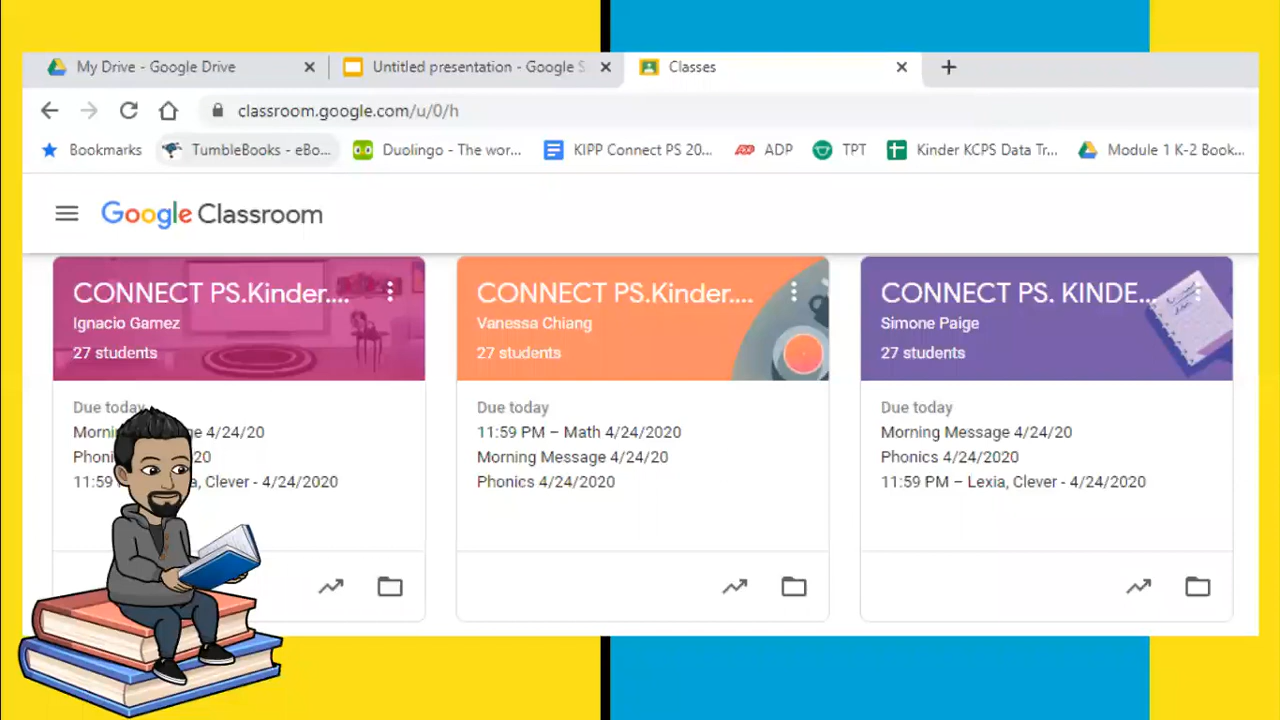 My Drive - Google Drive
Untitled presentation - Google S
Classes
classroom.google.com/u/0/h
Bookmarks
TumbleBooks - eBo...
Duolingo - The wor...
KIPP Connect PS 20...
ADP
TPT
Kinder KCPS Data Tr...
Module 1 K-2 Book...
Google Classroom
CONNECT PS.Kinder....
Ignacio Gamez
27 students
Due today
4/24/20
20
11:59 , Clever - 4/24/2020
CONNECT PS.Kinder....
Vanessa Chiang
27 students
Due today
11:59 PM – Math 4/24/2020
Morning Message 4/24/20
Phonics 4/24/2020
CONNECT PS. KINDE...
Simone Paige
27 students
Due today
Morning Message 4/24/20
Phonics 4/24/2020
11:59 PM – Lexia, Clever - 4/24/2020